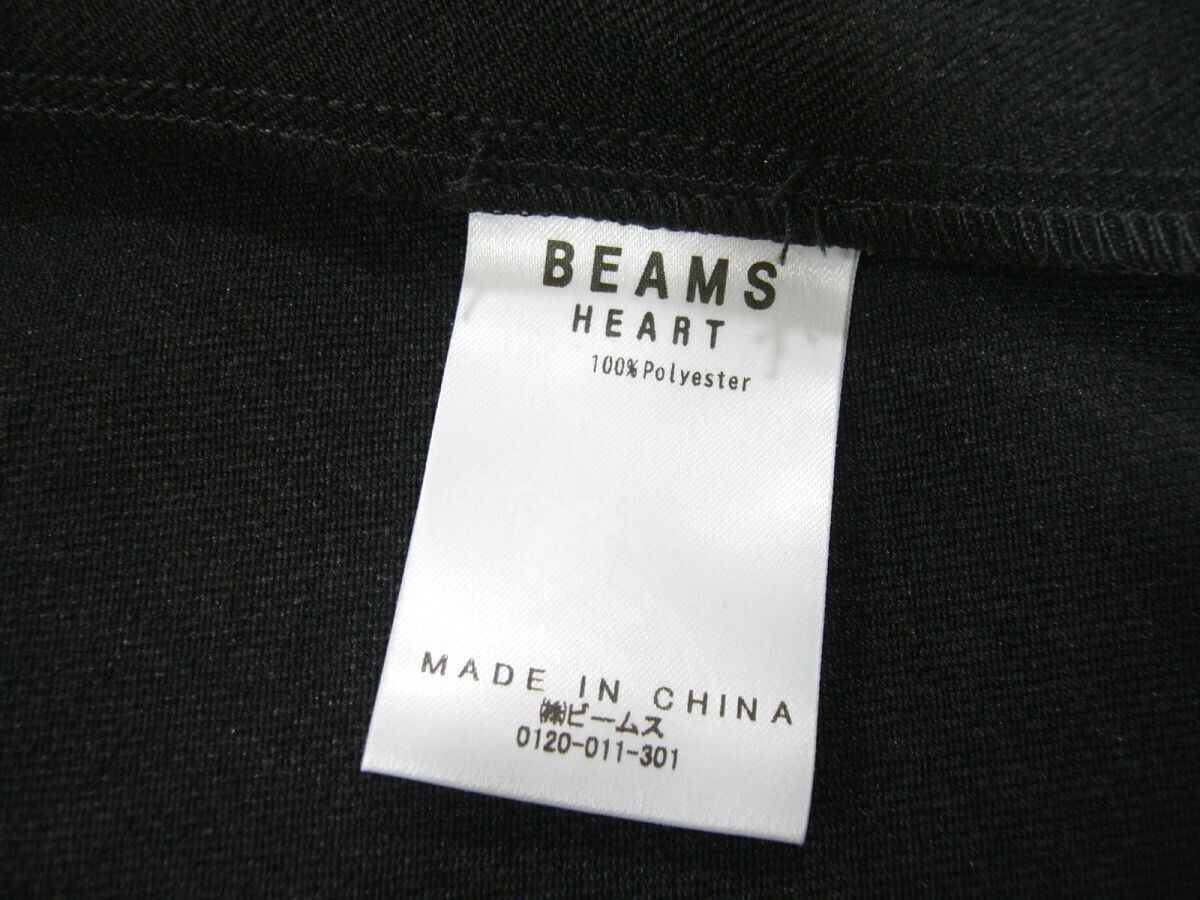 BEAMS
HEART
100%Polyester
MADE IN CHINA
㈱ビームス
0120-011-301